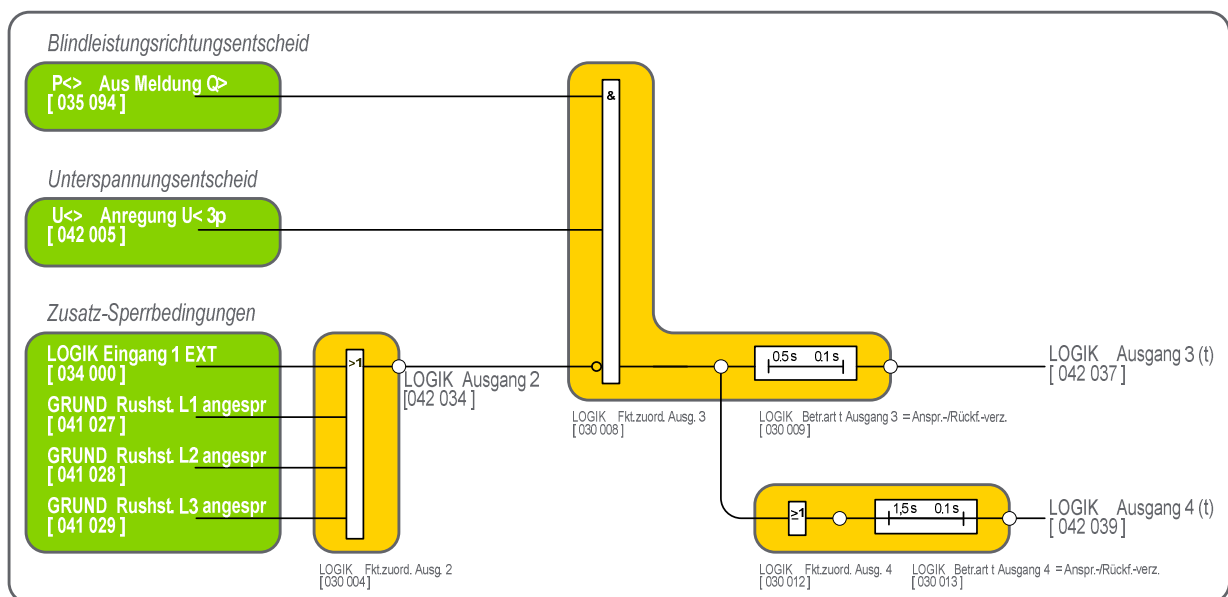 Blindleistungsrichtungsentscheid
P<> Aus Meldung Q>
[ 035 094 ]
&
Unterspannungsentscheid
U<> Anregung U< 3p
[ 042 005 ]
Zusatz-Sperrbedingungen
LOGIK Eingang 1 EXT
[ 034 000 ]
GRUND Rushst. L1 angespr
[ 041 027 ]
GRUND Rushst. L2 angespr
[ 041 028 ]
GRUND Rushst. L3 angespr
[ 041 029 ]
≥1
LOGIK Ausgang 2
[042 034 ]
LOGIK Fkt.zuord. Ausg. 2
[ 030 004 ]
0.5 s 0.1 s
LOGIK Ausgang 3 (t)
[ 042 037 ]
LOGIK Fkt.zuord. Ausg. 3
[ 030 008 ]
LOGIK Betr.art t Ausgang 3 = Anspr.-/Rückf.-verz.
[ 030 009 ]
≥1
1,5 s 0.1 s
LOGIK Ausgang 4 (t)
[ 042 039 ]
LOGIK Fkt.zuord. Ausg. 4
[ 030 012 ]
LOGIK Betr.art t Ausgang 4 = Anspr.-/Rückf.-verz.
[ 030 013 ]